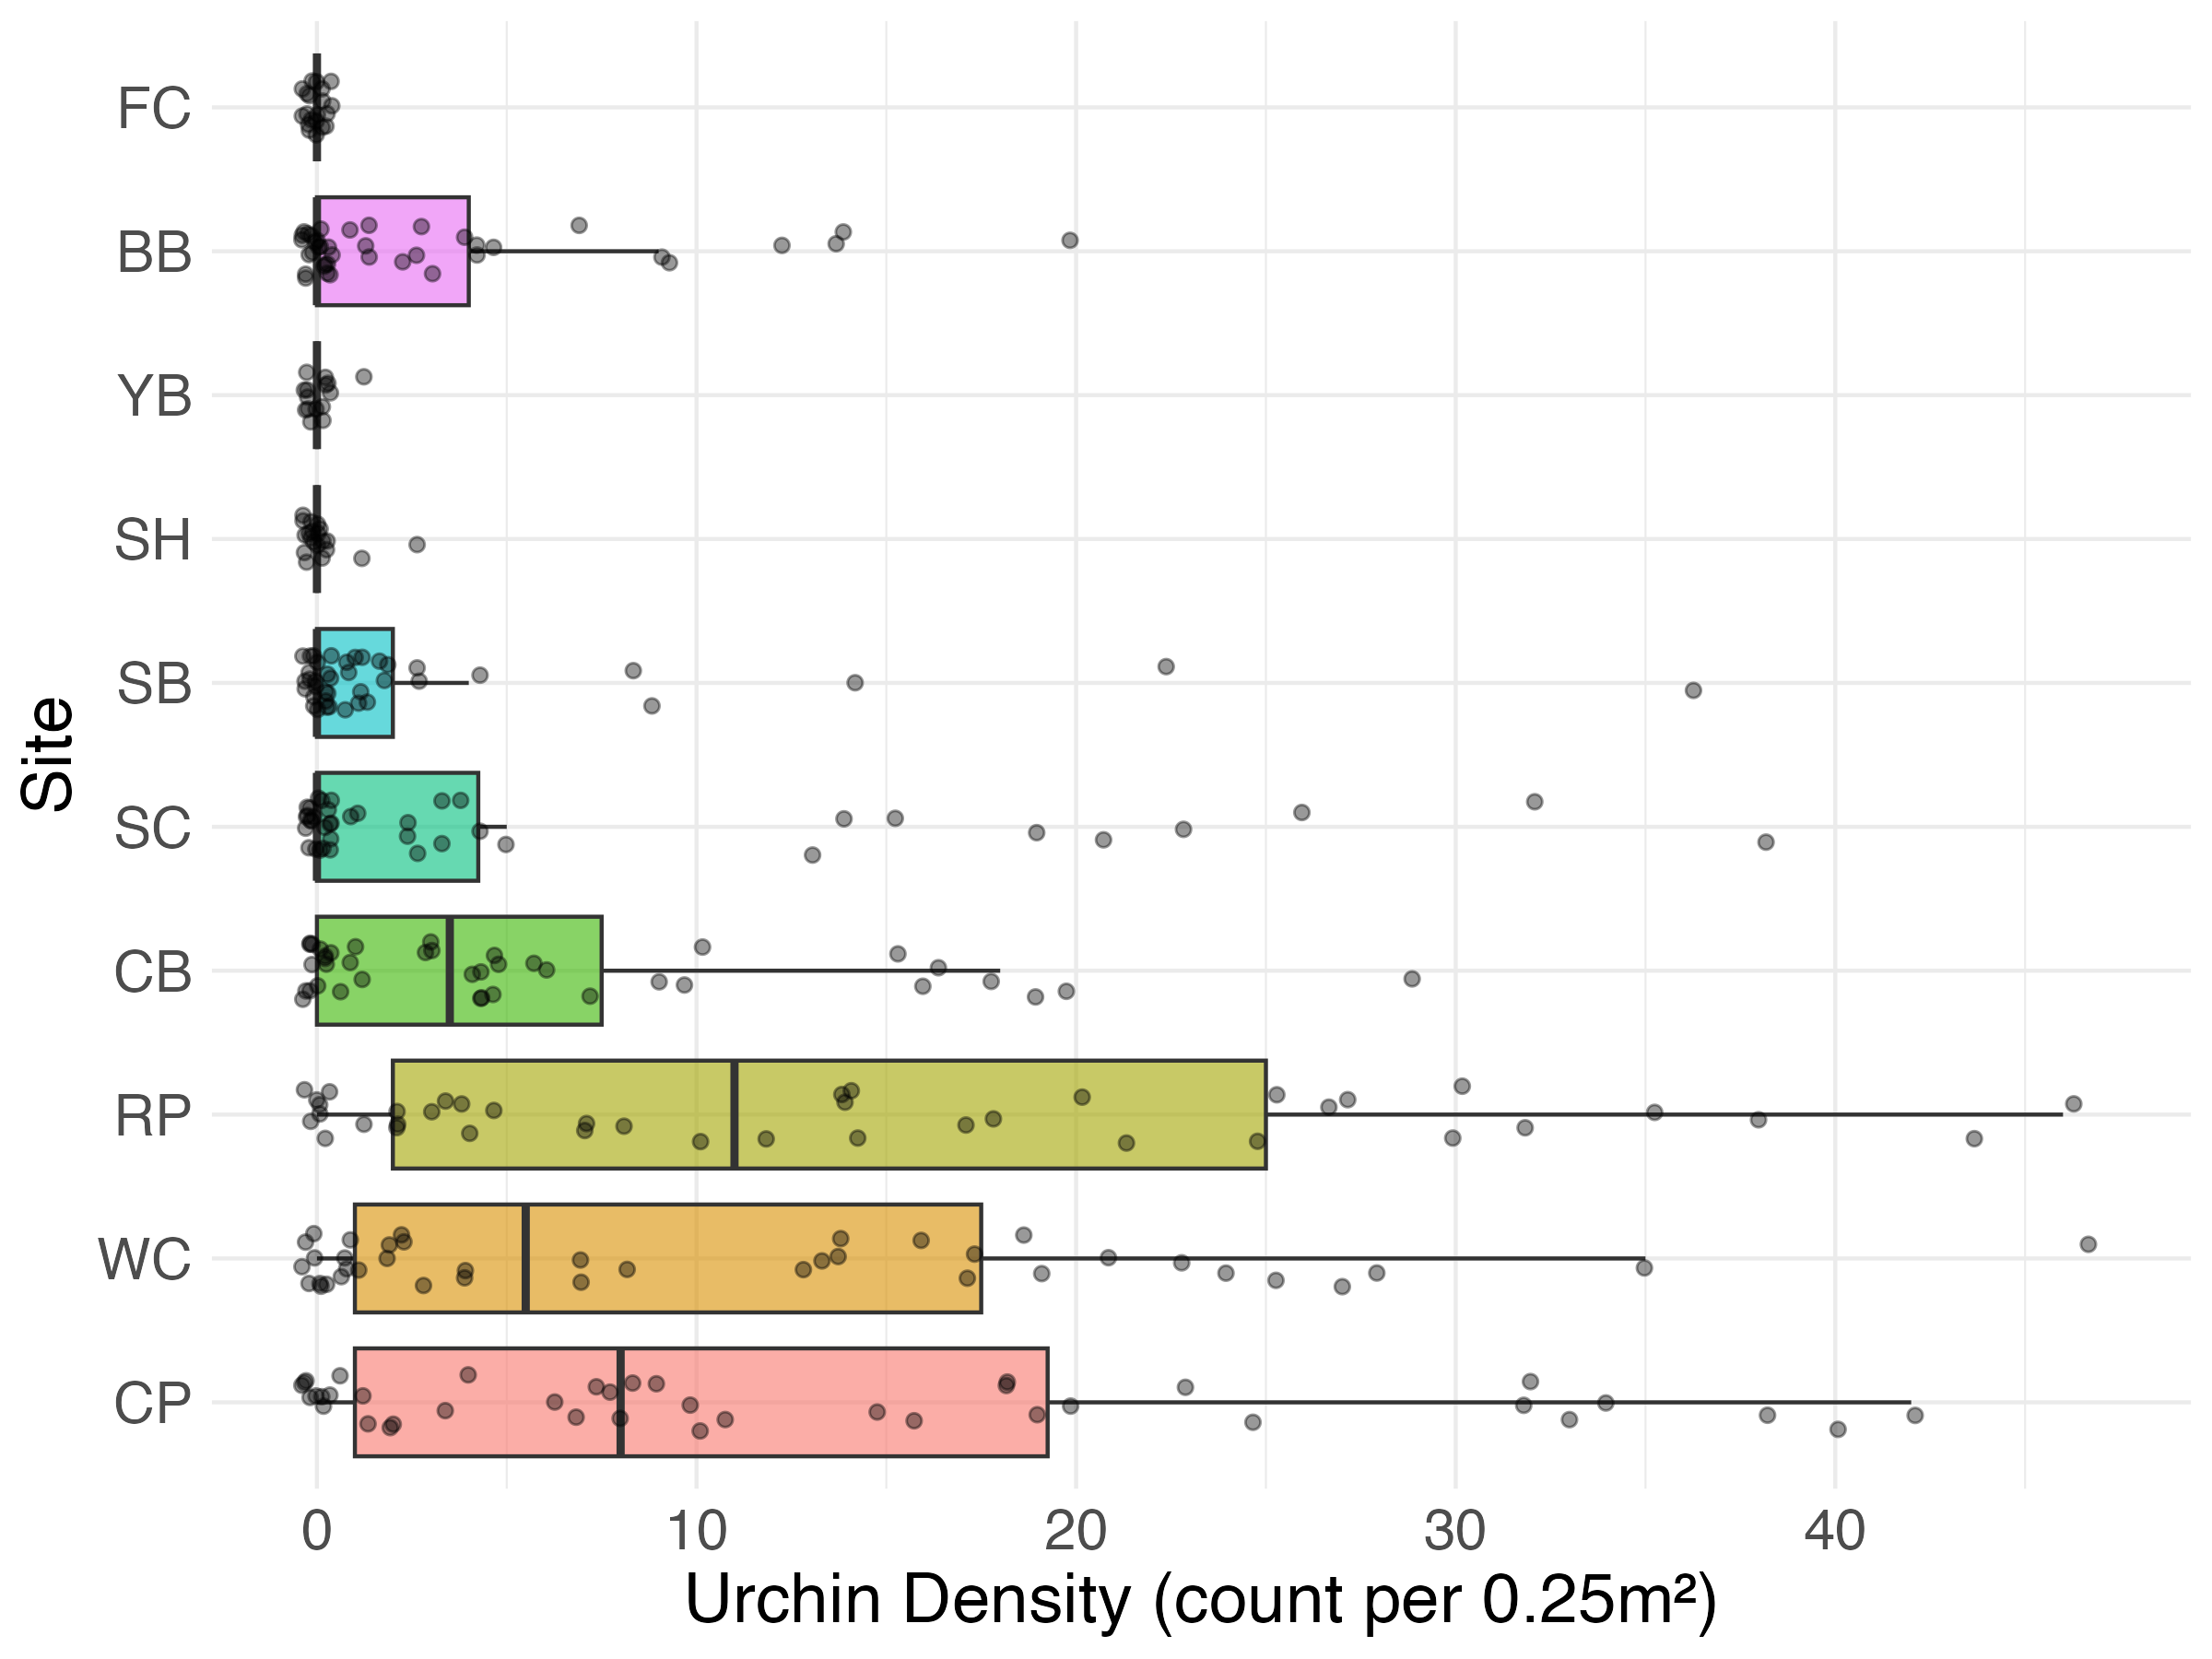 FC
BB
YB
SH
SB
SC
CB
RP
WC
CP
Site
0 10 20 30 40
Urchin Density (count per 0.25m²)